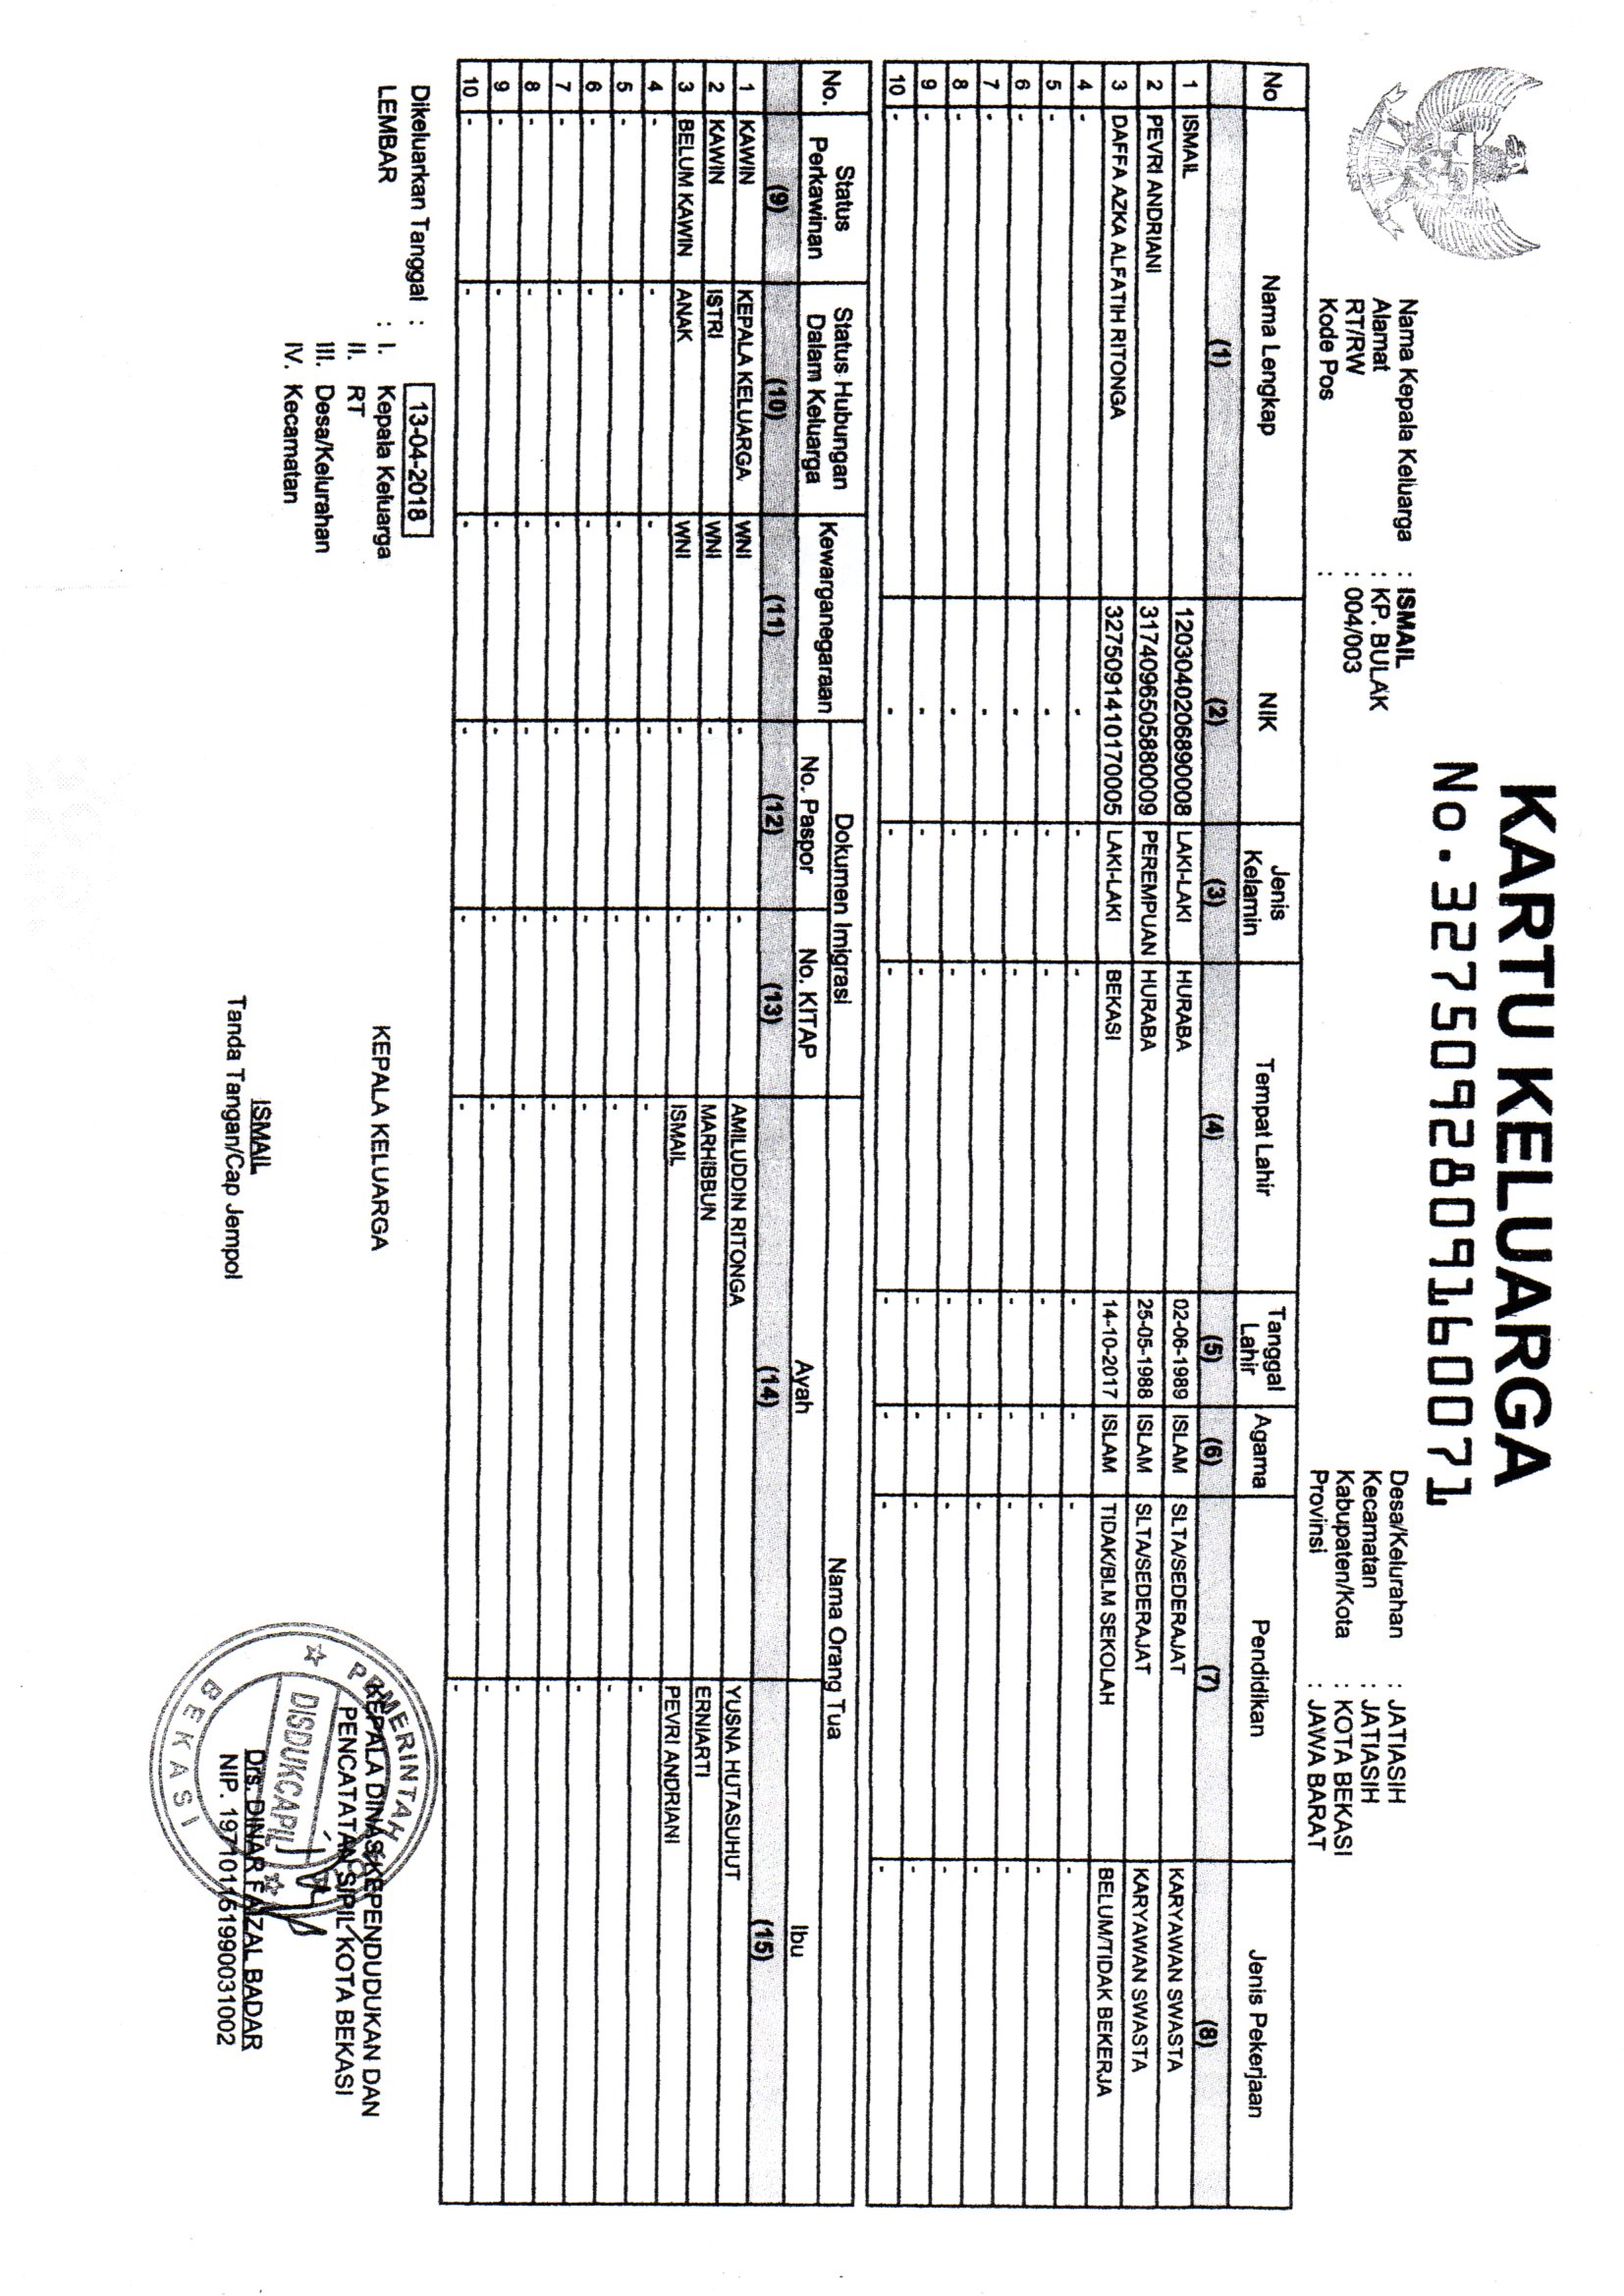 KARTU KELUARGA
No. 3275092809160071
Nama Kepala Keluarga : ISMAIL
Alamat : KP. BULAK
RT/RW : 004/003
Kode Pos :
Desa/Kelurahan : JATIASIH
Kecamatan : JATIASIH
Kabupaten/Kota : KOTA BEKASI
Provinsi : JAWA BARAT
No Nama Lengkap NIK Jenis Kelamin Tempat Lahir Tanggal Lahir Agama Pendidikan Jenis Pekerjaan
(1) (2) (3) (4) (5) (6) (7) (8)
1 ISMAIL 1203040206890008 LAKI-LAKI HURABA 02-06-1989 ISLAM SLTA/SEDERAJAT KARYAWAN SWASTA
2 PEVRI ANDRIANI 3174096505880009 PEREMPUAN HURABA 25-05-1988 ISLAM SLTA/SEDERAJAT KARYAWAN SWASTA
3 DAFFA AZKA ALFATIH RITONGA 3275091410170005 LAKI-LAKI BEKASI 14-10-2017 ISLAM TIDAK/BLM SEKOLAH BELUM/TIDAK BEKERJA
4 - - - - - - - -
5 - - - - - - - -
6 - - - - - - - -
7 - - - - - - - -
8 - - - - - - - -
9 - - - - - - - -
10 - - - - - - - -
No. Status Perkawinan Status Hubungan Dalam Keluarga Kewarganegaraan Dokumen Imigrasi Nama Orang Tua
No. Paspor No. KITAP Ayah Ibu
(9) (10) (11) (12) (13) (14) (15)
1 KAWIN KEPALA KELUARGA WNI - - AMILUDDIN RITONGA YUSNA HUTASUHUT
2 KAWIN ISTRI WNI - - MARHIBBUN ERNIARTI
3 BELUM KAWIN ANAK WNI - - ISMAIL PEVRI ANDRIANI
4 - - - - - - -
5 - - - - - - -
6 - - - - - - -
7 - - - - - - -
8 - - - - - - -
9 - - - - - - -
10 - - - - - - -
Dikeluarkan Tanggal : 13-04-2018
LEMBAR : I. Kepala Keluarga
II. RT
III. Desa/Kelurahan
IV. Kecamatan
KEPALA KELUARGA
ISMAIL
Tanda Tangan/Cap Jempol
KEPALA DINAS KEPENDUDUKAN DAN
PENCATATAN SIPIL KOTA BEKASI
Drs. DINAR FAIZAL BADAR
NIP. 197101151990031002
PEMERINTAH KOTA
DISDUKCAPIL
BEKASI